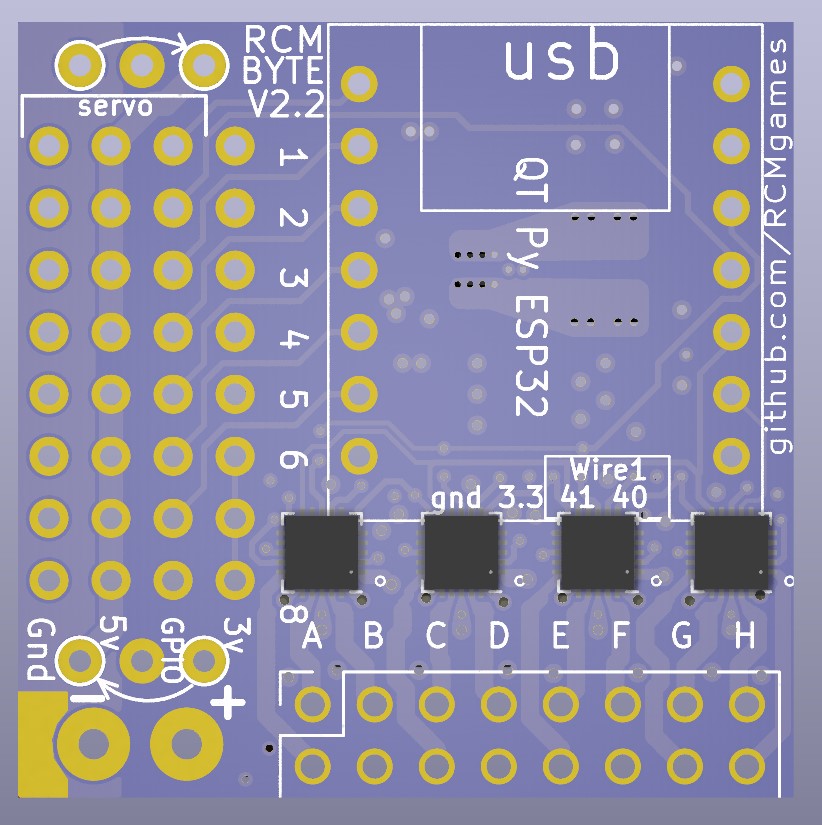 RCM
BYTE
V2.2
usb
servo
QT Py ESP32
github.com/RCMgames
1
2
3
4
5
6
8
Wire1
gnd 3.3 41 40
A B C D E F G H
Gnd
5v
GPIO
3v
- +